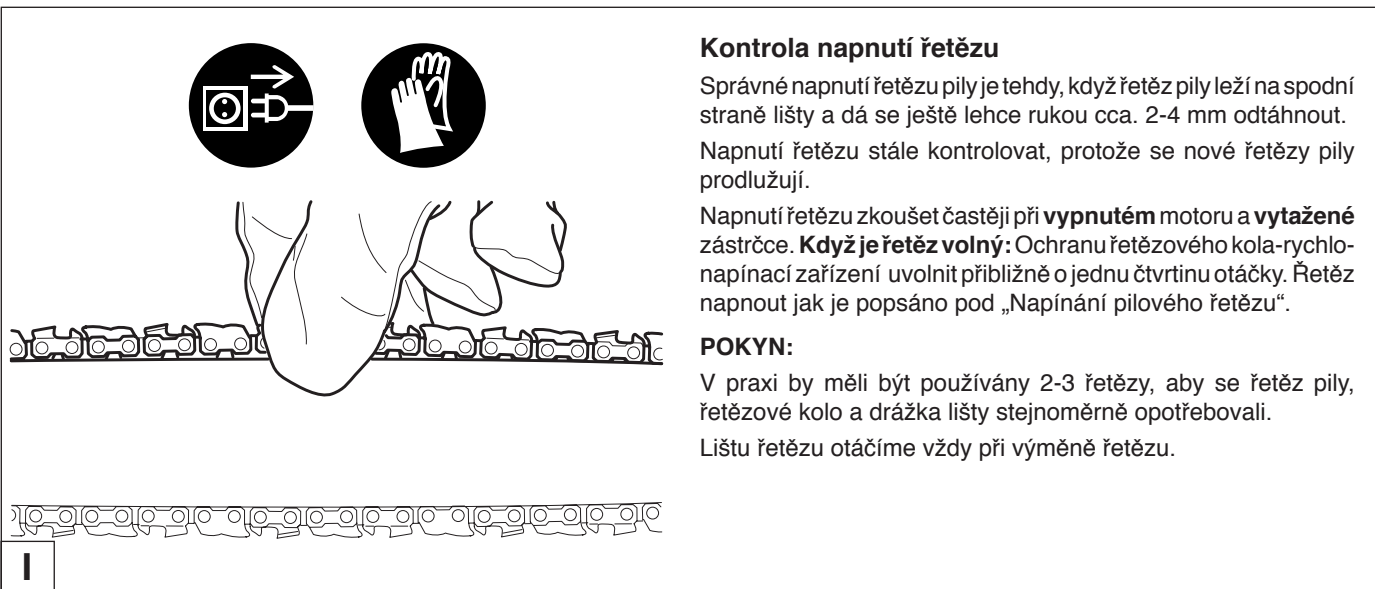 Kontrola napnutí řetězu
Správné napnutí řetězu pily je tehdy, když řetěz pily leží na spodní
straně lišty a dá se ještě lehce rukou cca. 2-4 mm odtáhnout.
Napnutí řetězu stále kontrolovat, protože se nové řetězy pily
prodlužují.
Napnutí řetězu zkoušet častěji při vypnutém motoru a vytažené
zástrčce. Když je řetěz volný: Ochranu řetězového kola-rychlo-
napínací zařízení uvolnit přibližně o jednu čtvrtinu otáčky. Řetěz
napnout jak je popsáno pod „Napínání pilového řetězu“.
POKYN:
V praxi by měli být používány 2-3 řetězy, aby se řetěz pily,
řetězové kolo a drážka lišty stejnoměrně opotřebovali.
Lištu řetězu otáčíme vždy při výměně řetězu.
I